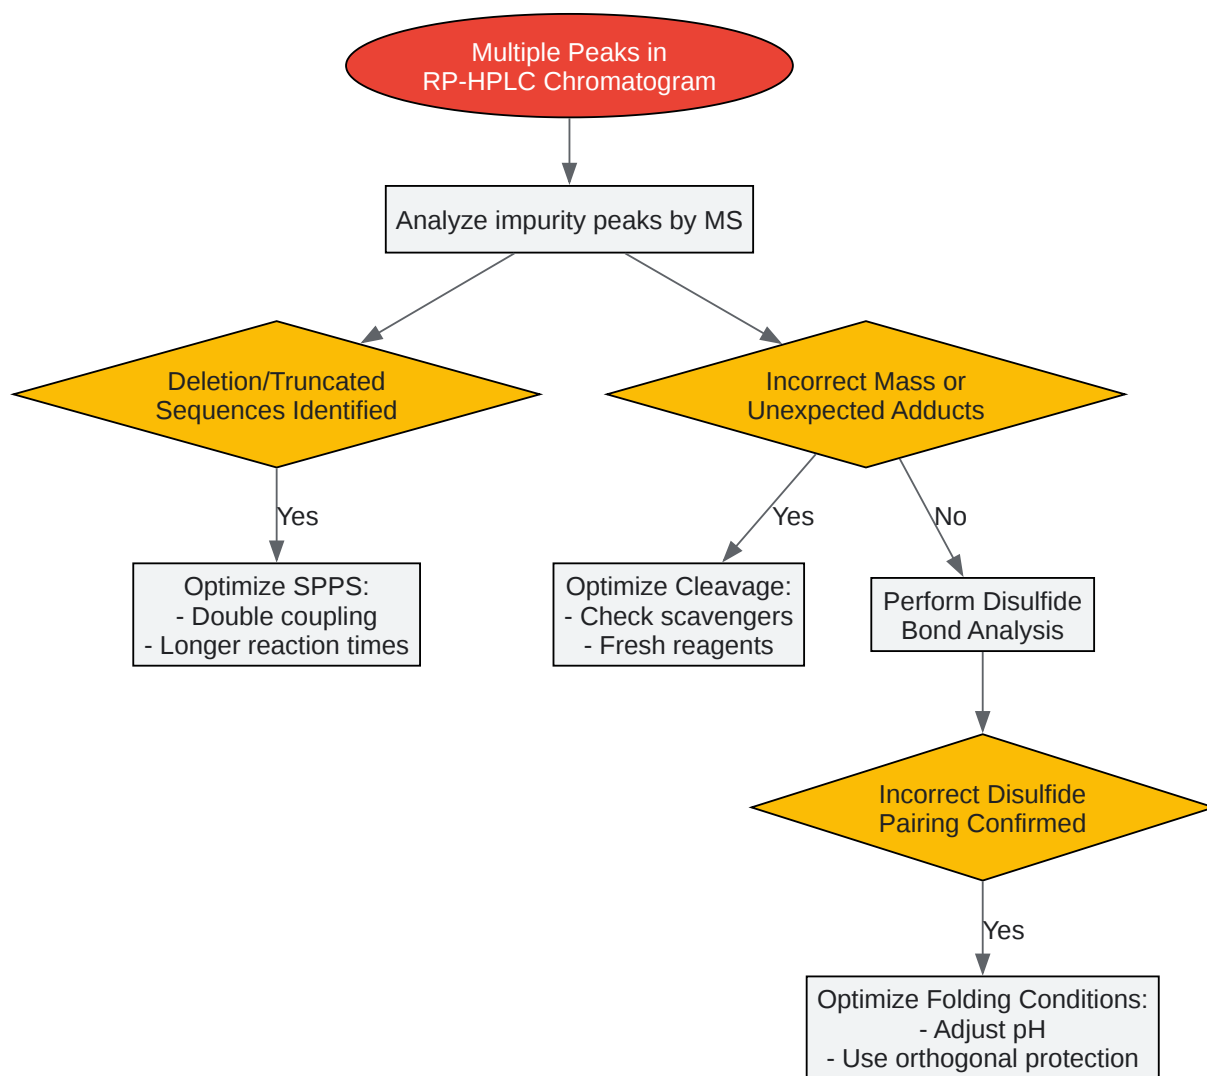 Multiple Peaks in
RP-HPLC Chromatogram
Analyze impurity peaks by MS
Deletion/Truncated
Sequences Identified
Incorrect Mass or
Unexpected Adducts
Yes
Yes
No
Optimize SPPS:
- Double coupling
- Longer reaction times
Optimize Cleavage:
- Check scavengers
- Fresh reagents
Perform Disulfide
Bond Analysis
Incorrect Disulfide
Pairing Confirmed
Yes
Optimize Folding Conditions:
- Adjust pH
- Use orthogonal protection